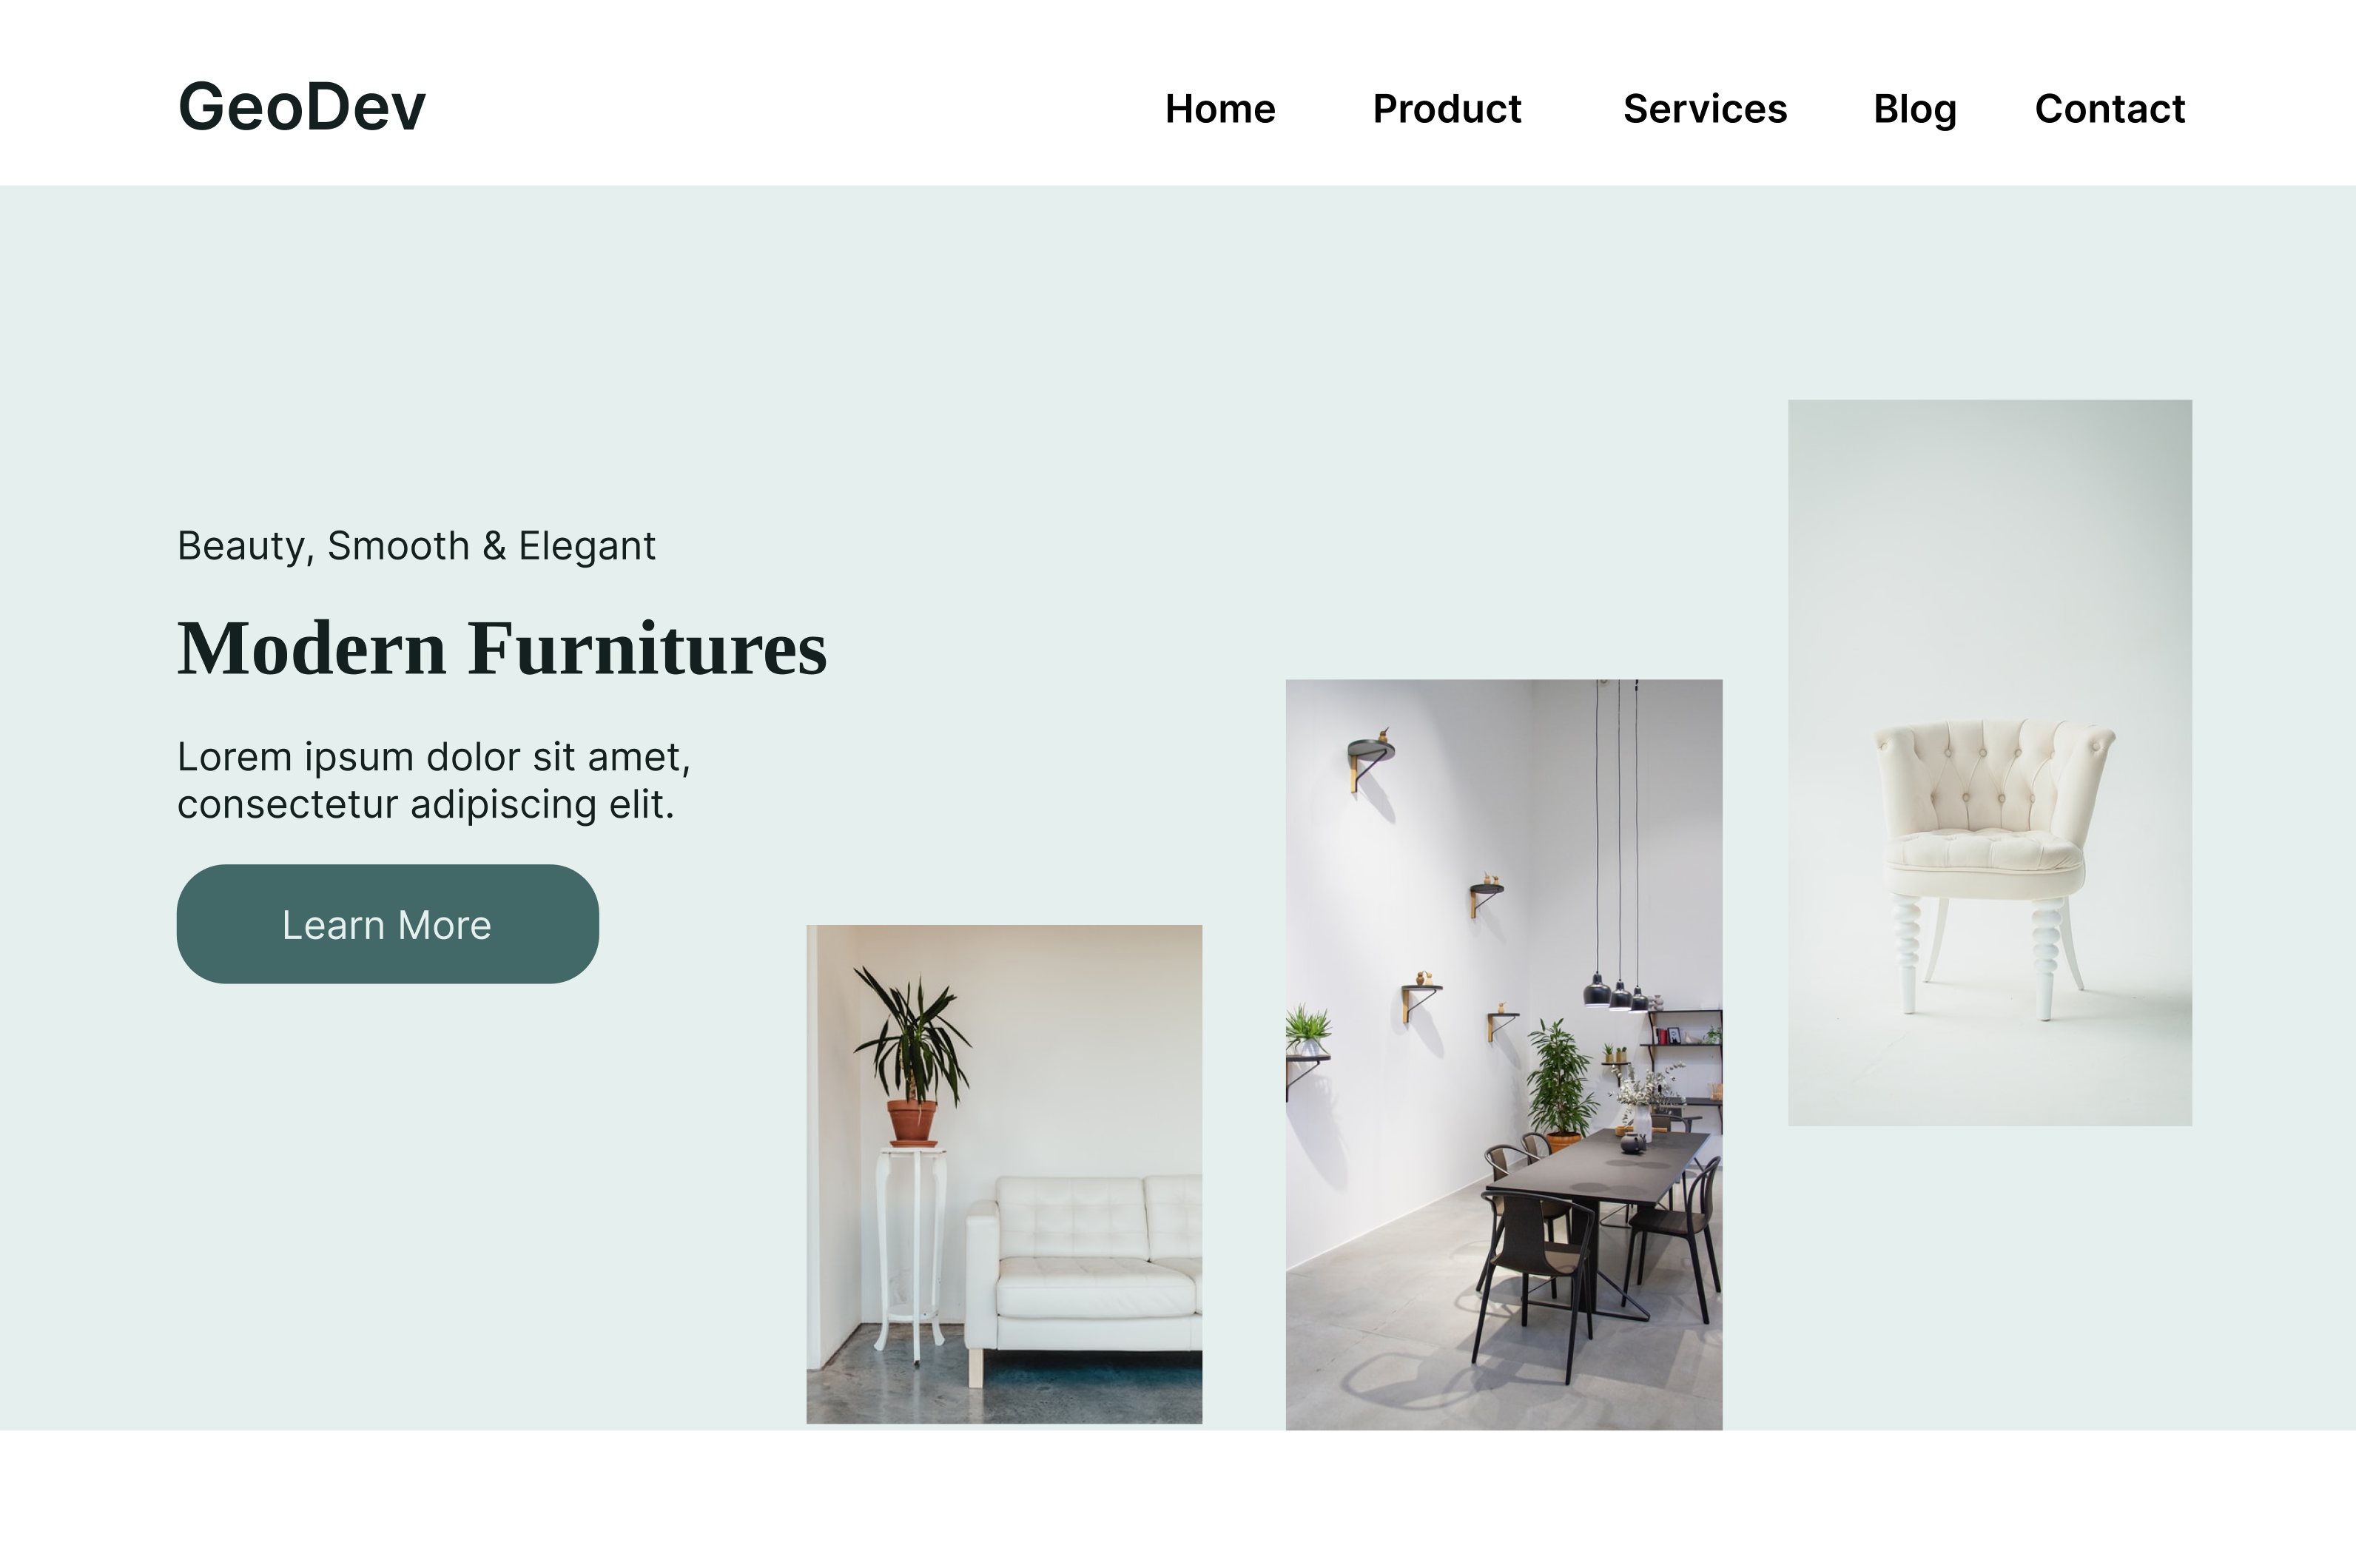 GeoDev
Home Product Services Blog Contact
Beauty, Smooth & Elegant
Modern Furnitures
Lorem ipsum dolor sit amet,
consectetur adipiscing elit.
Learn More